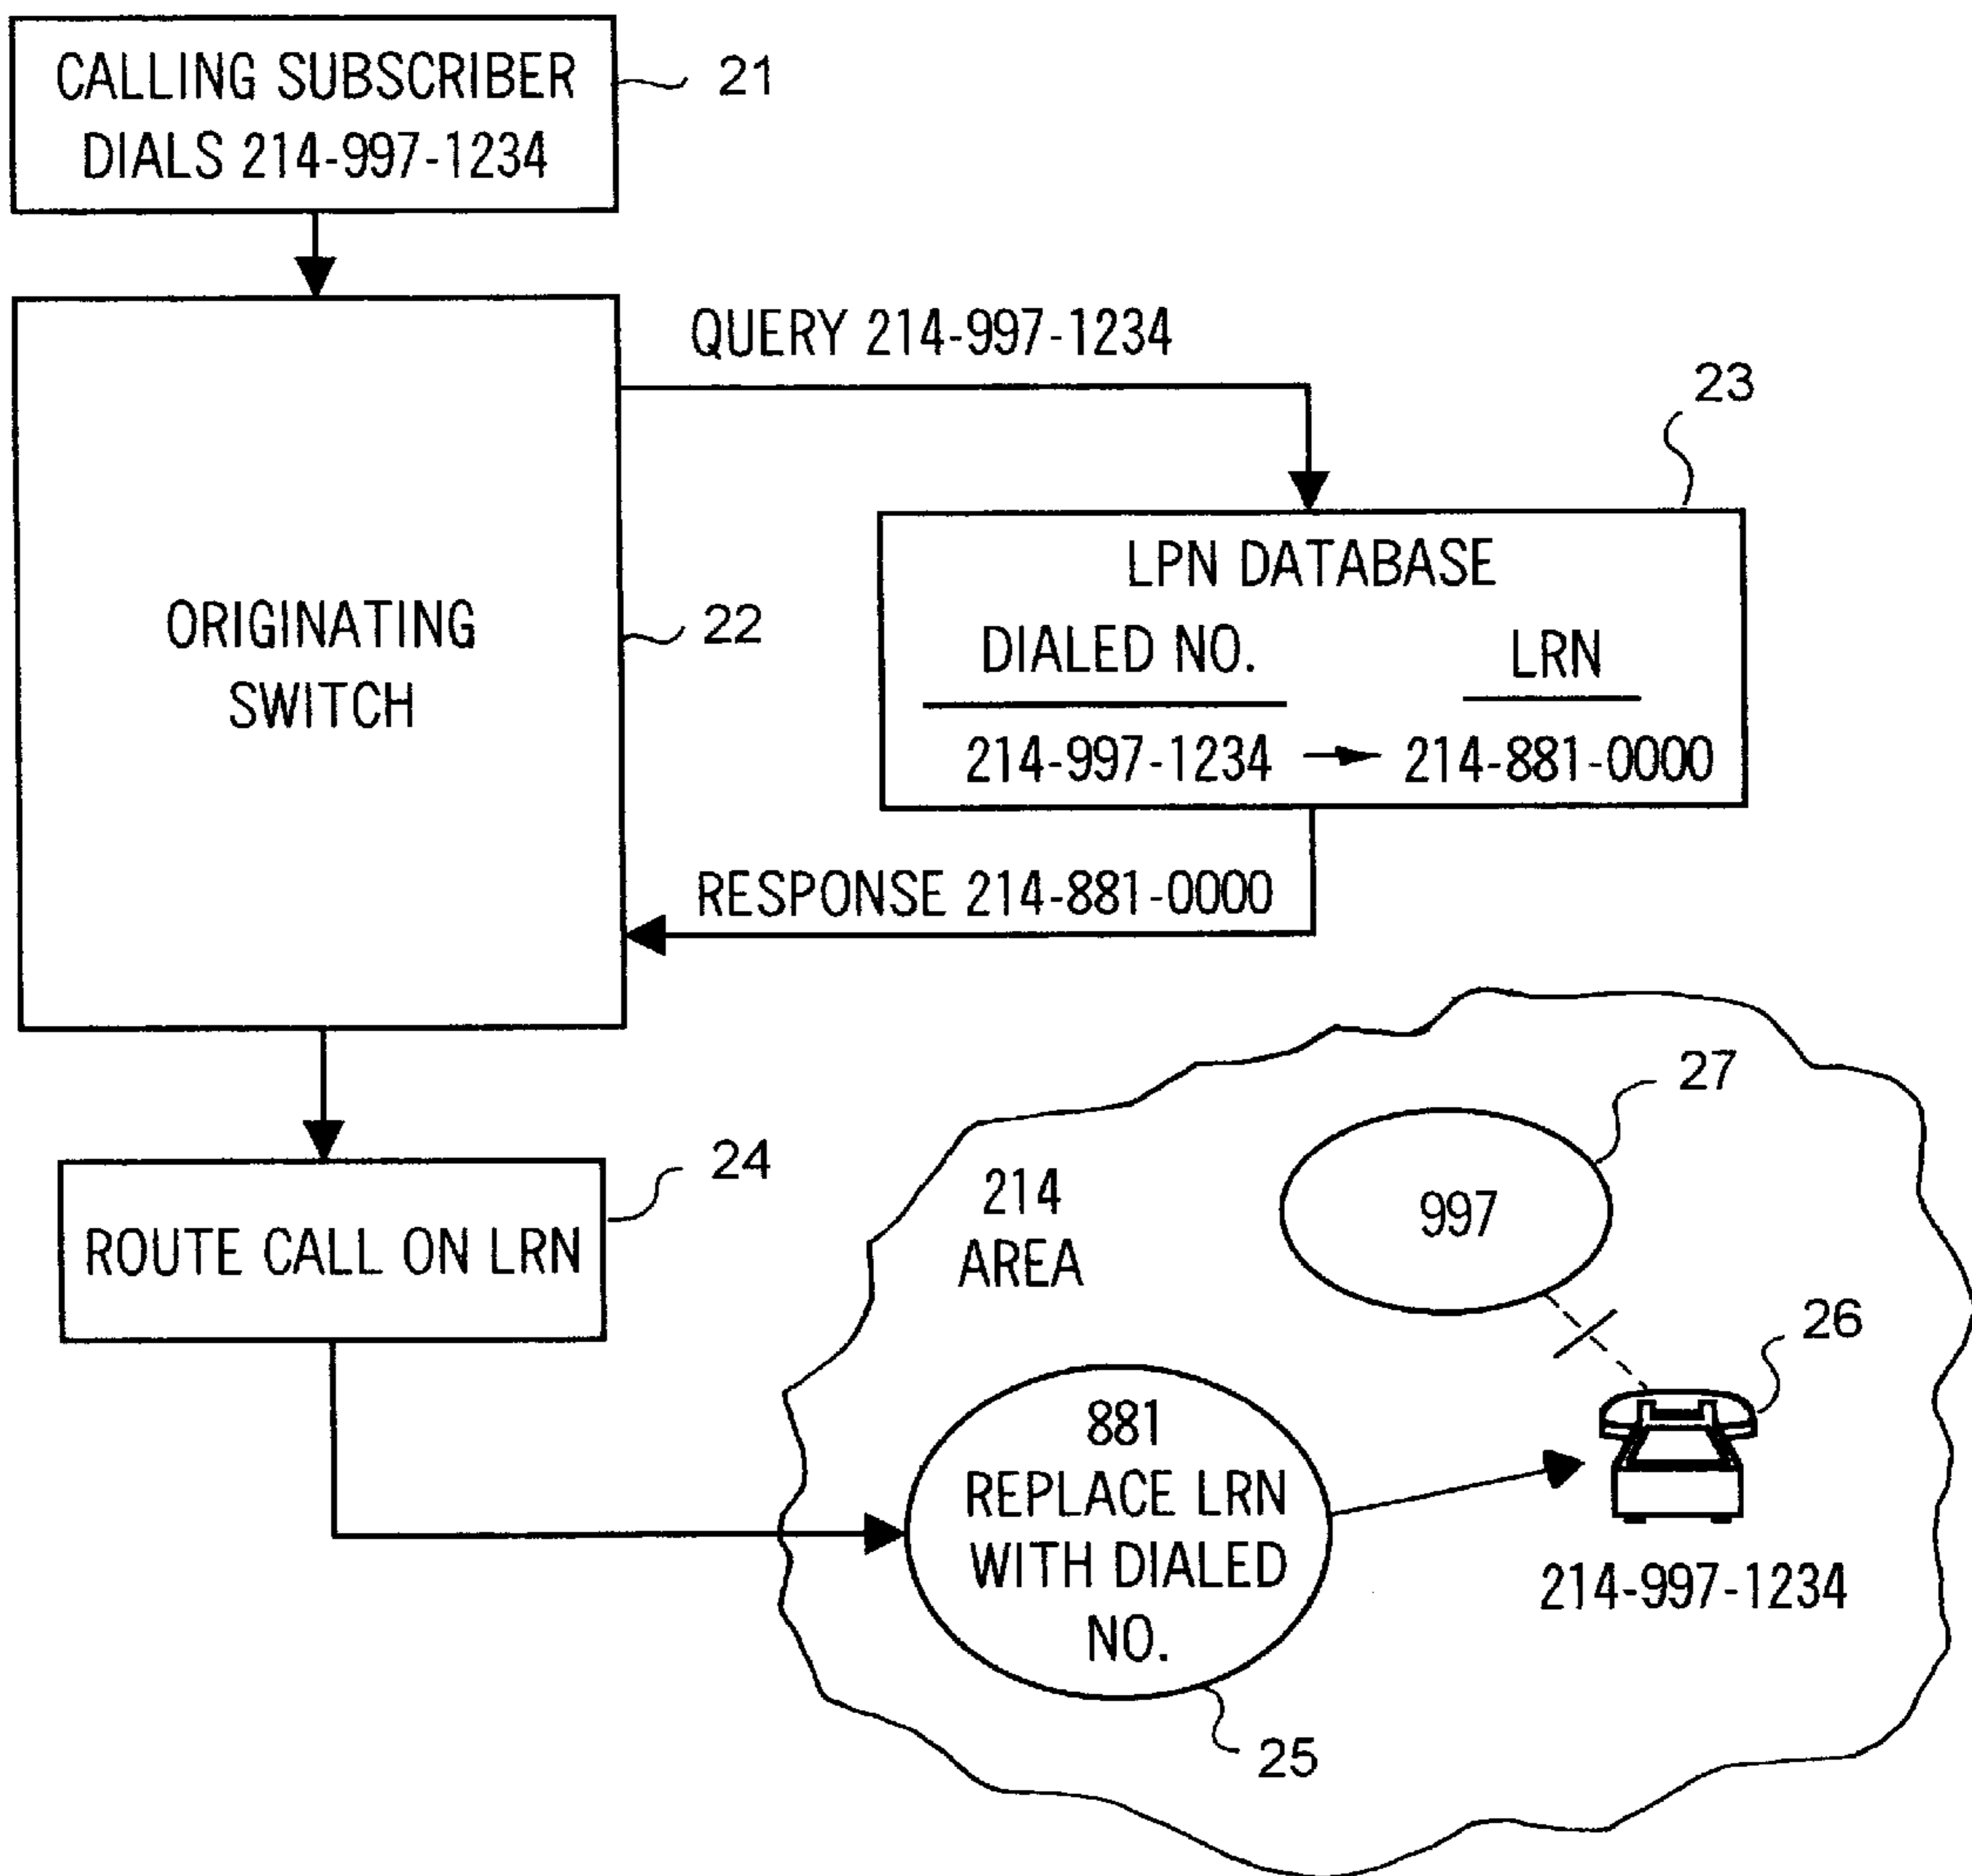 CALLING SUBSCRIBER
DIALS 214-997-1234
21
ORIGINATING
SWITCH
22
QUERY 214-997-1234
23
LPN DATABASE
DIALED NO. LRN
214-997-1234 214-881-0000
RESPONSE 214-881-0000
24
ROUTE CALL ON LRN
214
AREA
27
997
26
881
REPLACE LRN
WITH DIALED
NO.
214-997-1234
25